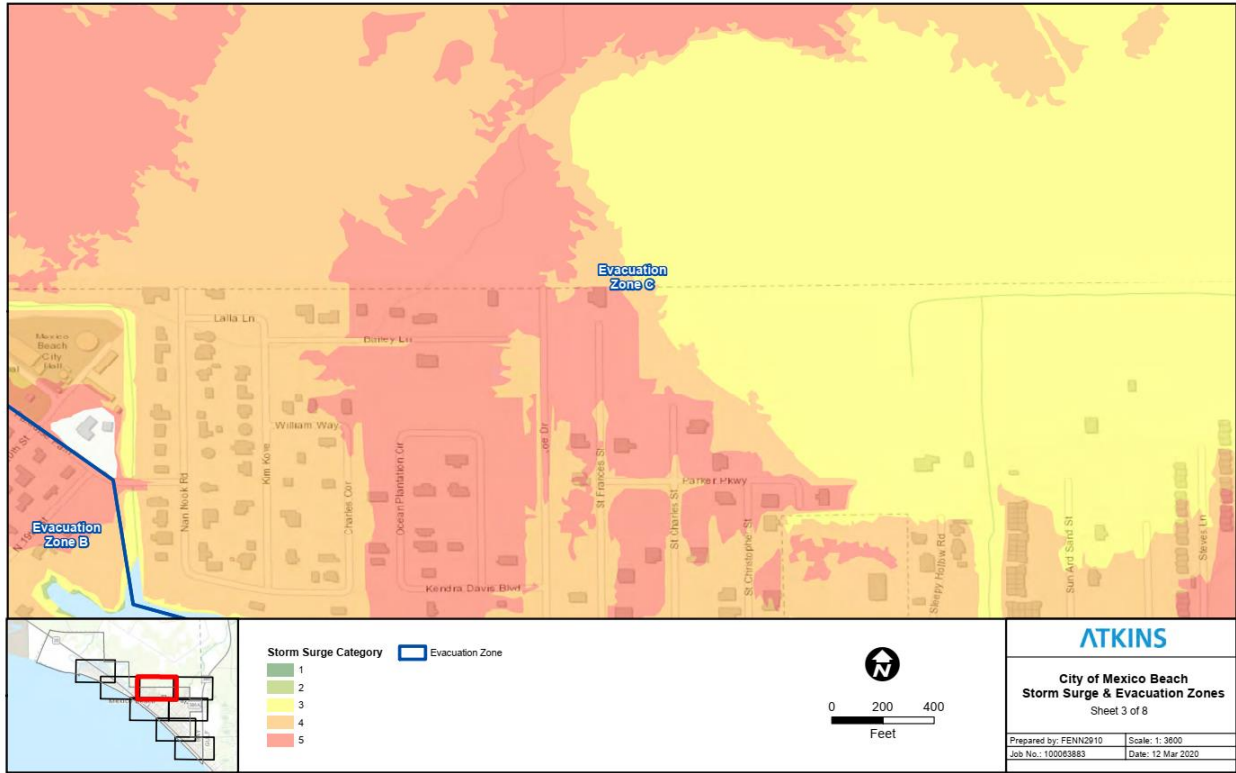 Evacuation
Zone C
Lalla Ln
Bailey Ln
Mexico
Beach
City
Hall
William Way
Nan Nook Rd
Kim Kove
Charles Cor
Ocean Plantation Cir
St Frances St
Parker Pkwy
St Charles St
St Christophe St
Sleepy Hollow Rd
Sun Ard Sand St
Steves Ln
Evacuation
Zone B
Kendra Davis Blvd
Storm Surge Category
Evacuation Zone
1
2
3
4
5
N
0 200 400
Feet
ATKINS
City of Mexico Beach
Storm Surge & Evacuation Zones
Sheet 3 of 8
Prepared by: FENN2910
Scale: 1: 3600
Job No.: 100063883
Date: 12 Mar 2020